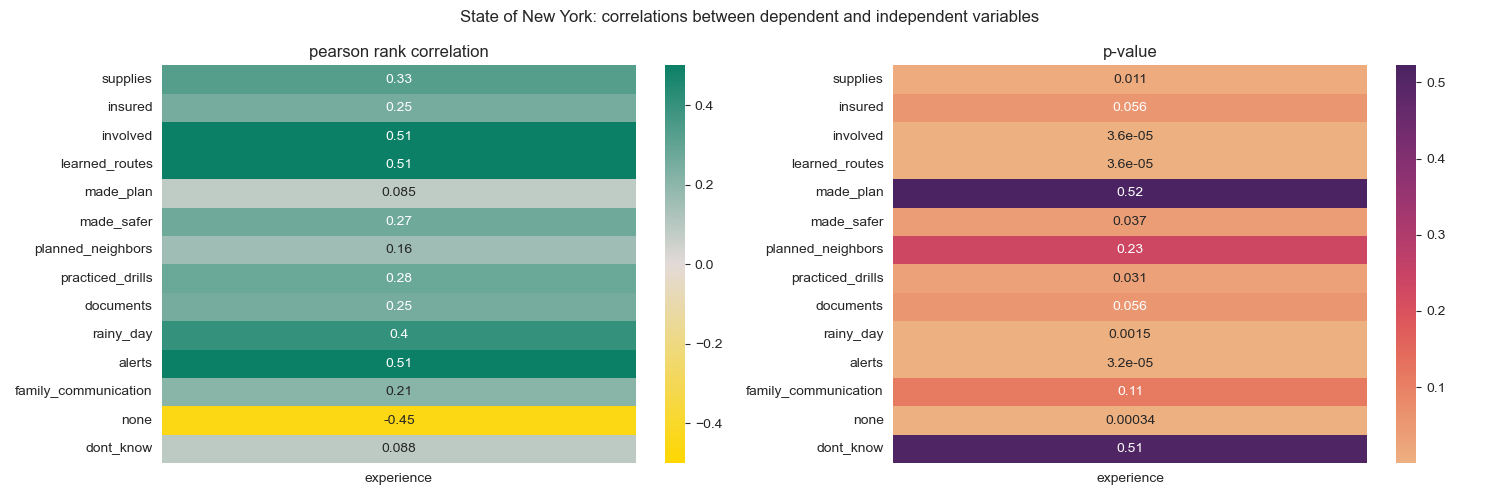 State of New York: correlations between dependent and independent variables
pearson rank correlation
supplies 0.33
insured 0.25
involved 0.51
learned_routes 0.51
made_plan 0.085
made_safer 0.27
planned_neighbors 0.16
practiced_drills 0.28
documents 0.25
rainy_day 0.4
alerts 0.51
family_communication 0.21
none -0.45
dont_know 0.088
experience
0.4
0.2
0.0
−0.2
−0.4
p-value
supplies 0.011
insured 0.056
involved 3.6e-05
learned_routes 3.6e-05
made_plan 0.52
made_safer 0.037
planned_neighbors 0.23
practiced_drills 0.031
documents 0.056
rainy_day 0.0015
alerts 3.2e-05
family_communication 0.11
none 0.00034
dont_know 0.51
experience
0.5
0.4
0.3
0.2
0.1